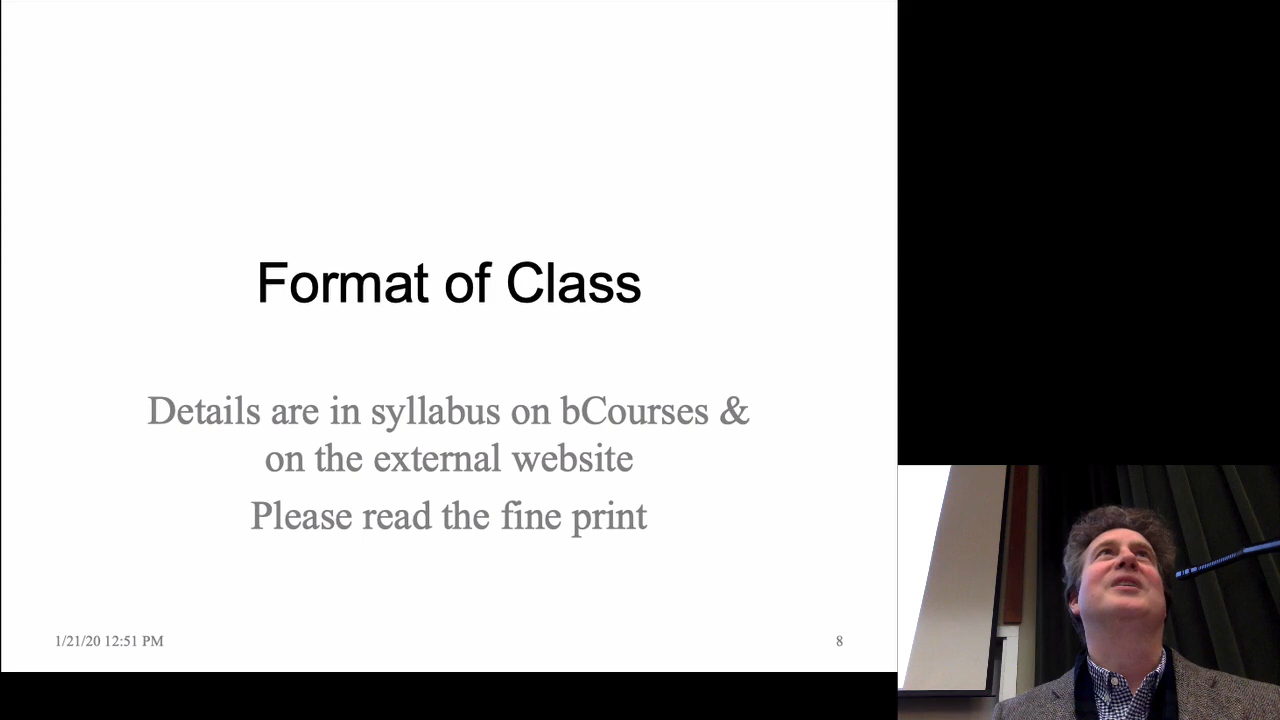 Format of Class
Details are in syllabus on bCourses &
on the external website
Please read the fine print
1/21/20 12:51 PM
8